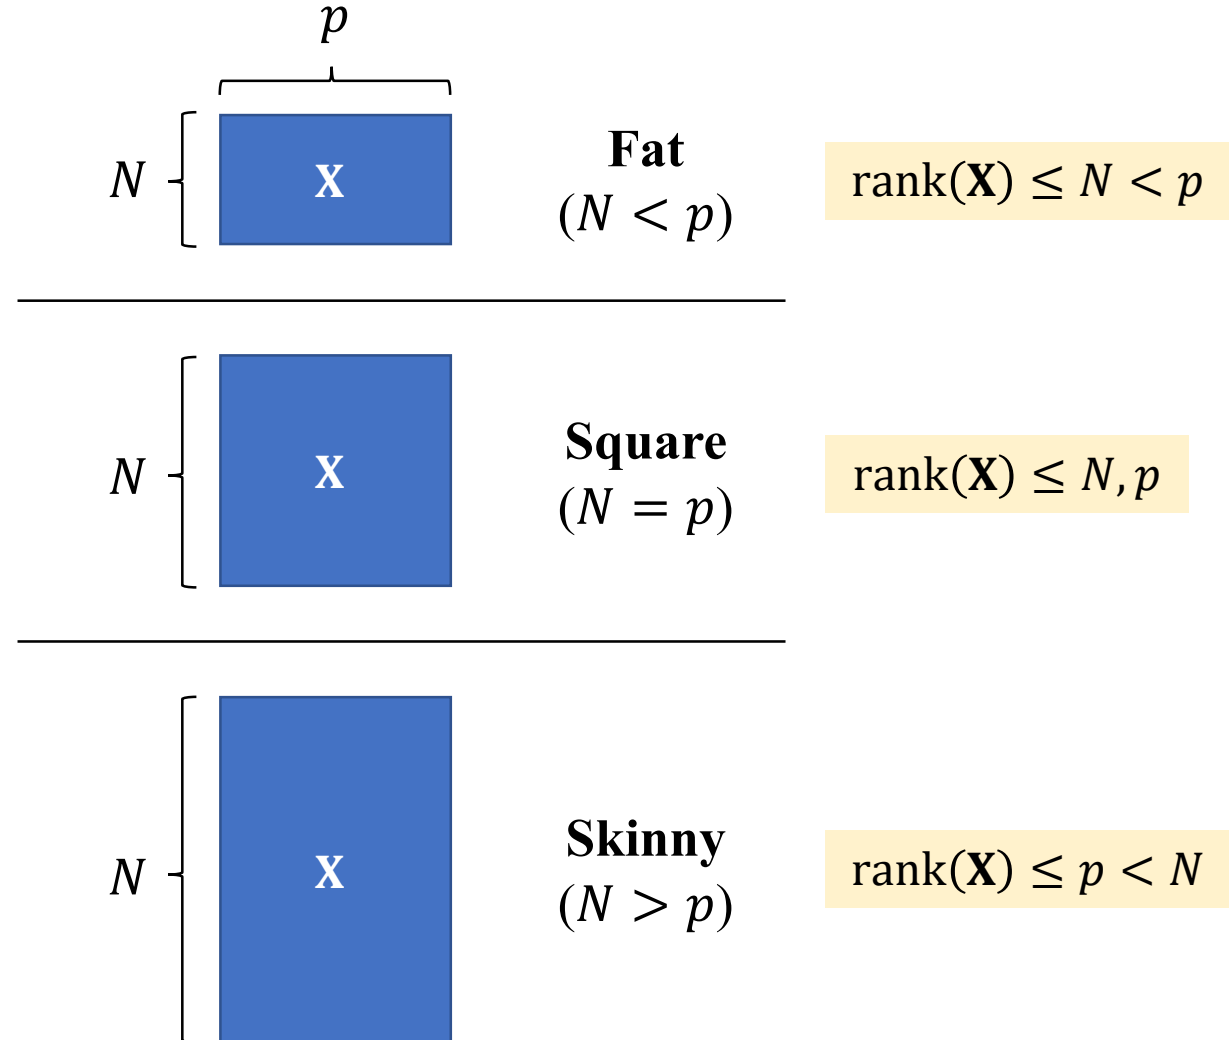 p
N
X
Fat
(N < p)
rank(X) ≤ N < p
N
X
Square
(N = p)
rank(X) ≤ N, p
N
X
Skinny
(N > p)
rank(X) ≤ p < N